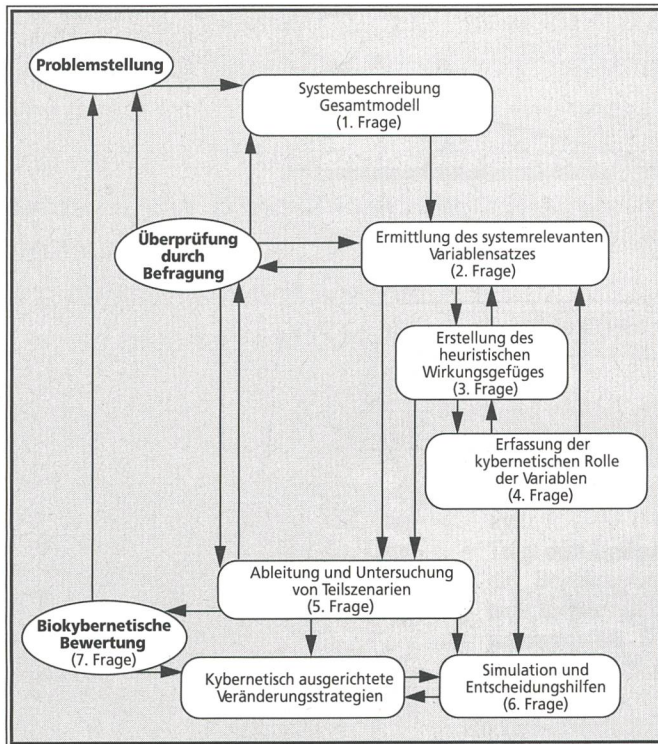 Problemstellung
Systembeschreibung
Gesamtmodell
(1. Frage)
Überprüfung
durch
Befragung
Ermittlung des systemrelevanten
Variablensatzes
(2. Frage)
Erstellung des
heuristischen
Wirkungsgefüges
(3. Frage)
Erfassung der
kybernetischen Rolle
der Variablen
(4. Frage)
Ableitung und Untersuchung
von Teilszenarien
(5. Frage)
Biokybernetische
Bewertung
(7. Frage)
Kybernetisch ausgerichtete
Veränderungsstrategien
Simulation und
Entscheidungshilfen
(6. Frage)